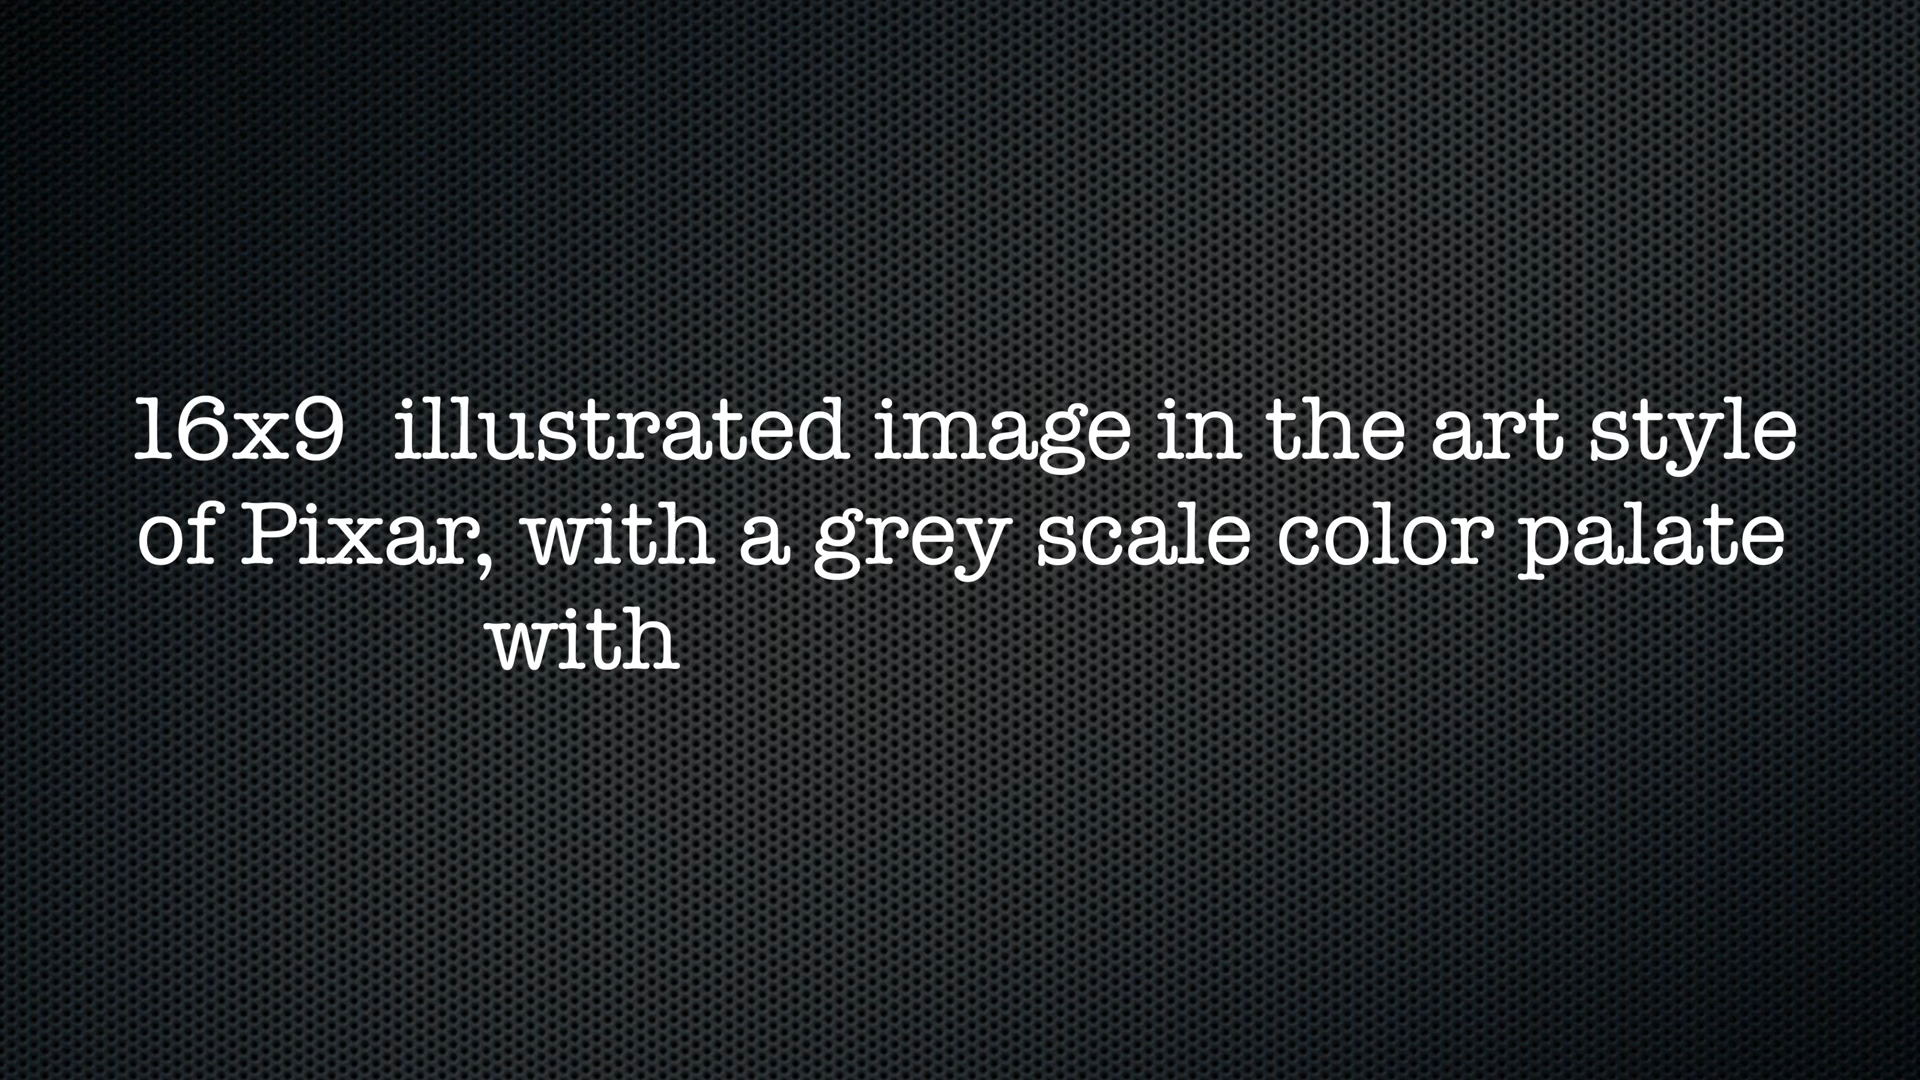 16x9  illustrated image in the art style
of Pixar, with a grey scale color palate
with